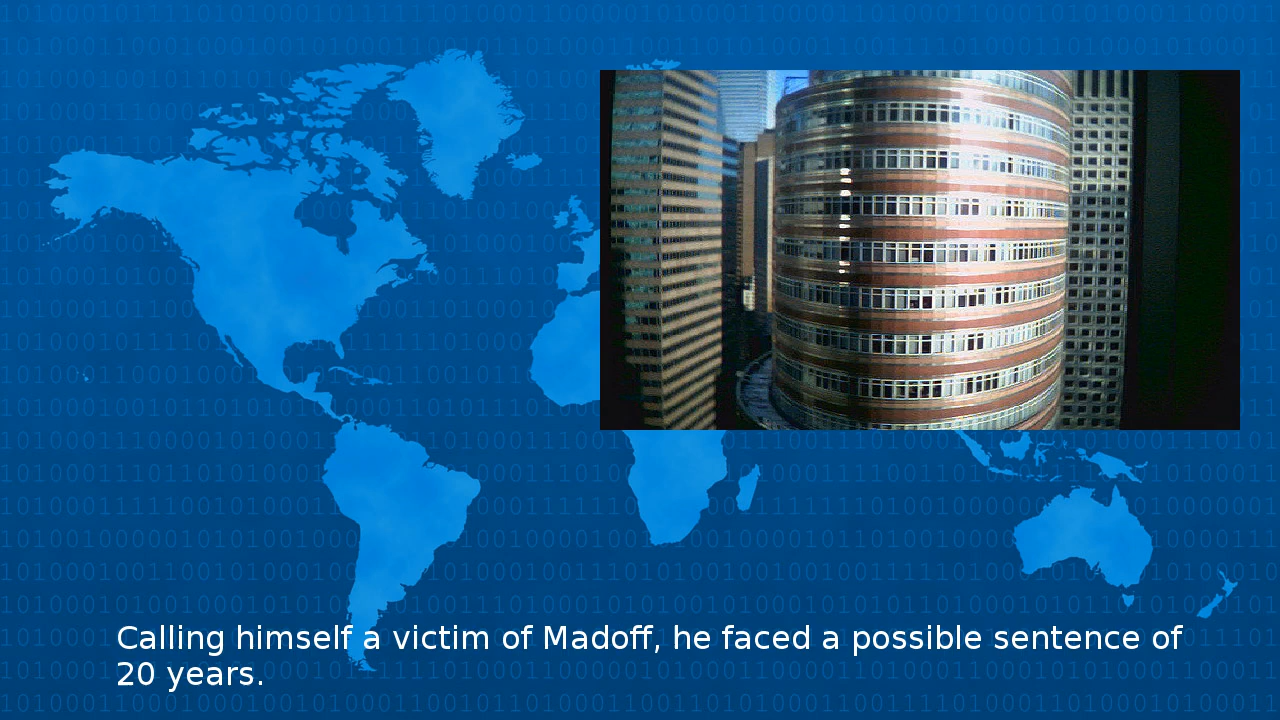 Calling himself a victim of Madoff, he faced a possible sentence of
20 years.